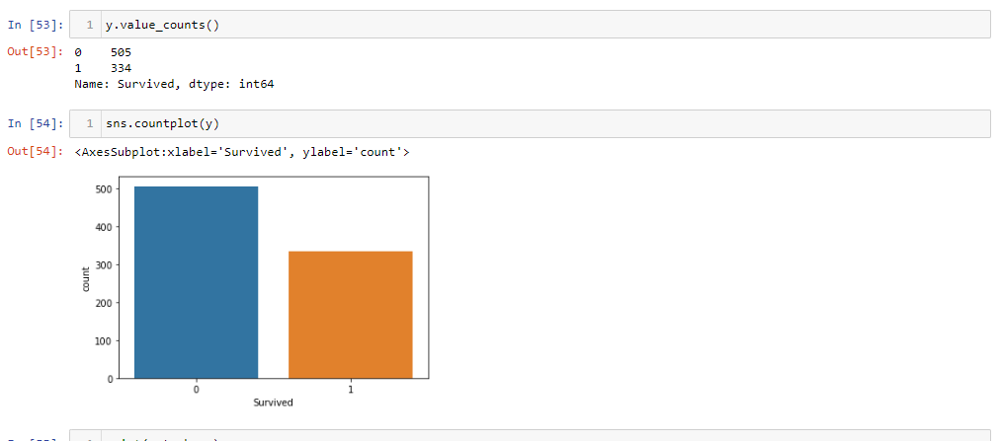 In [53]: 1 y.value_counts()
Out[53]: 0 505
1 334
Name: Survived, dtype: int64
In [54]: 1 sns.countplot(y)
Out[54]: <AxesSubplot:xlabel='Survived', ylabel='count'>
500
400
300
200
100
0
count
0 1
Survived